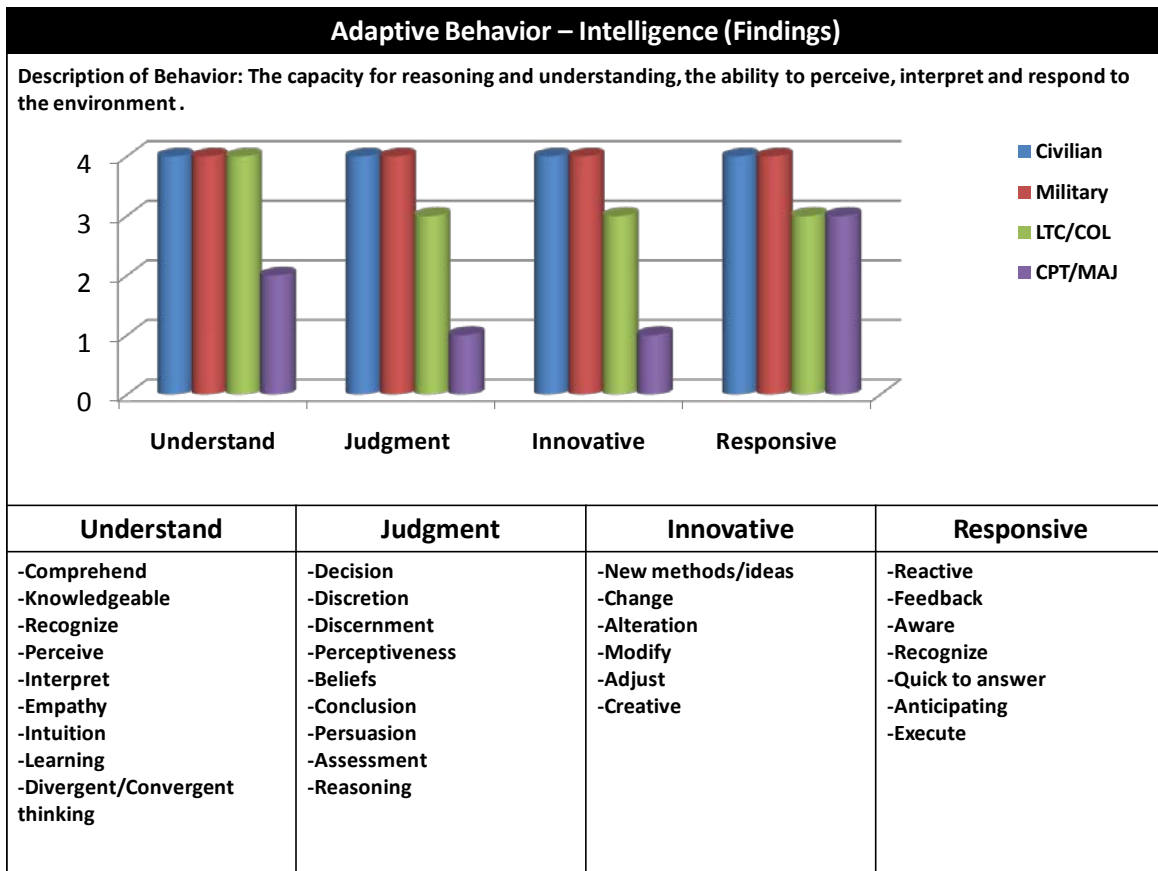 Adaptive Behavior – Intelligence (Findings)
Description of Behavior: The capacity for reasoning and understanding, the ability to perceive, interpret and respond to
the environment .
4
3
2
1
0
Understand
Judgment
Innovative
Responsive
Civilian
Military
LTC/COL
CPT/MAJ
Understand
-Comprehend
-Knowledgeable
-Recognize
-Perceive
-Interpret
-Empathy
-Intuition
-Learning
-Divergent/Convergent
thinking
Judgment
-Decision
-Discretion
-Discernment
-Perceptiveness
-Beliefs
-Conclusion
-Persuasion
-Assessment
-Reasoning
Innovative
-New methods/ideas
-Change
-Alteration
-Modify
-Adjust
-Creative
Responsive
-Reactive
-Feedback
-Aware
-Recognize
-Quick to answer
-Anticipating
-Execute